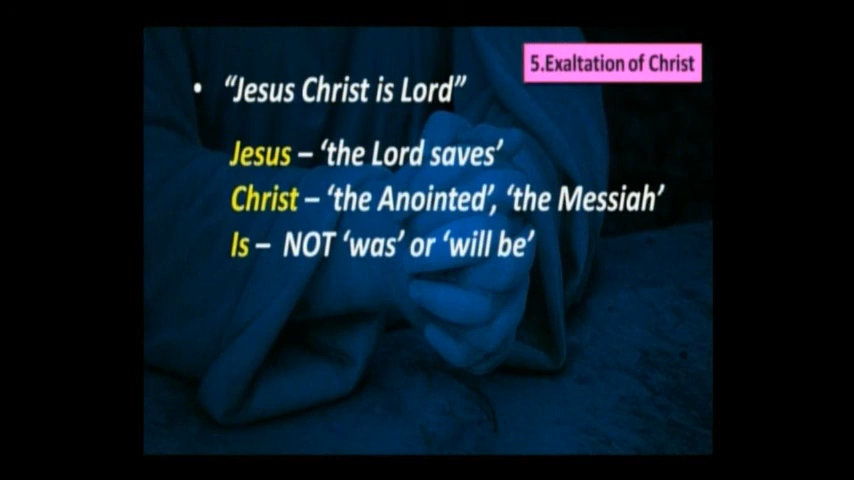 5.Exaltation of Christ
• “Jesus Christ is Lord”
Jesus – ‘the Lord saves’
Christ – ‘the Anointed’, ‘the Messiah’
Is – NOT ‘was’ or ‘will be’